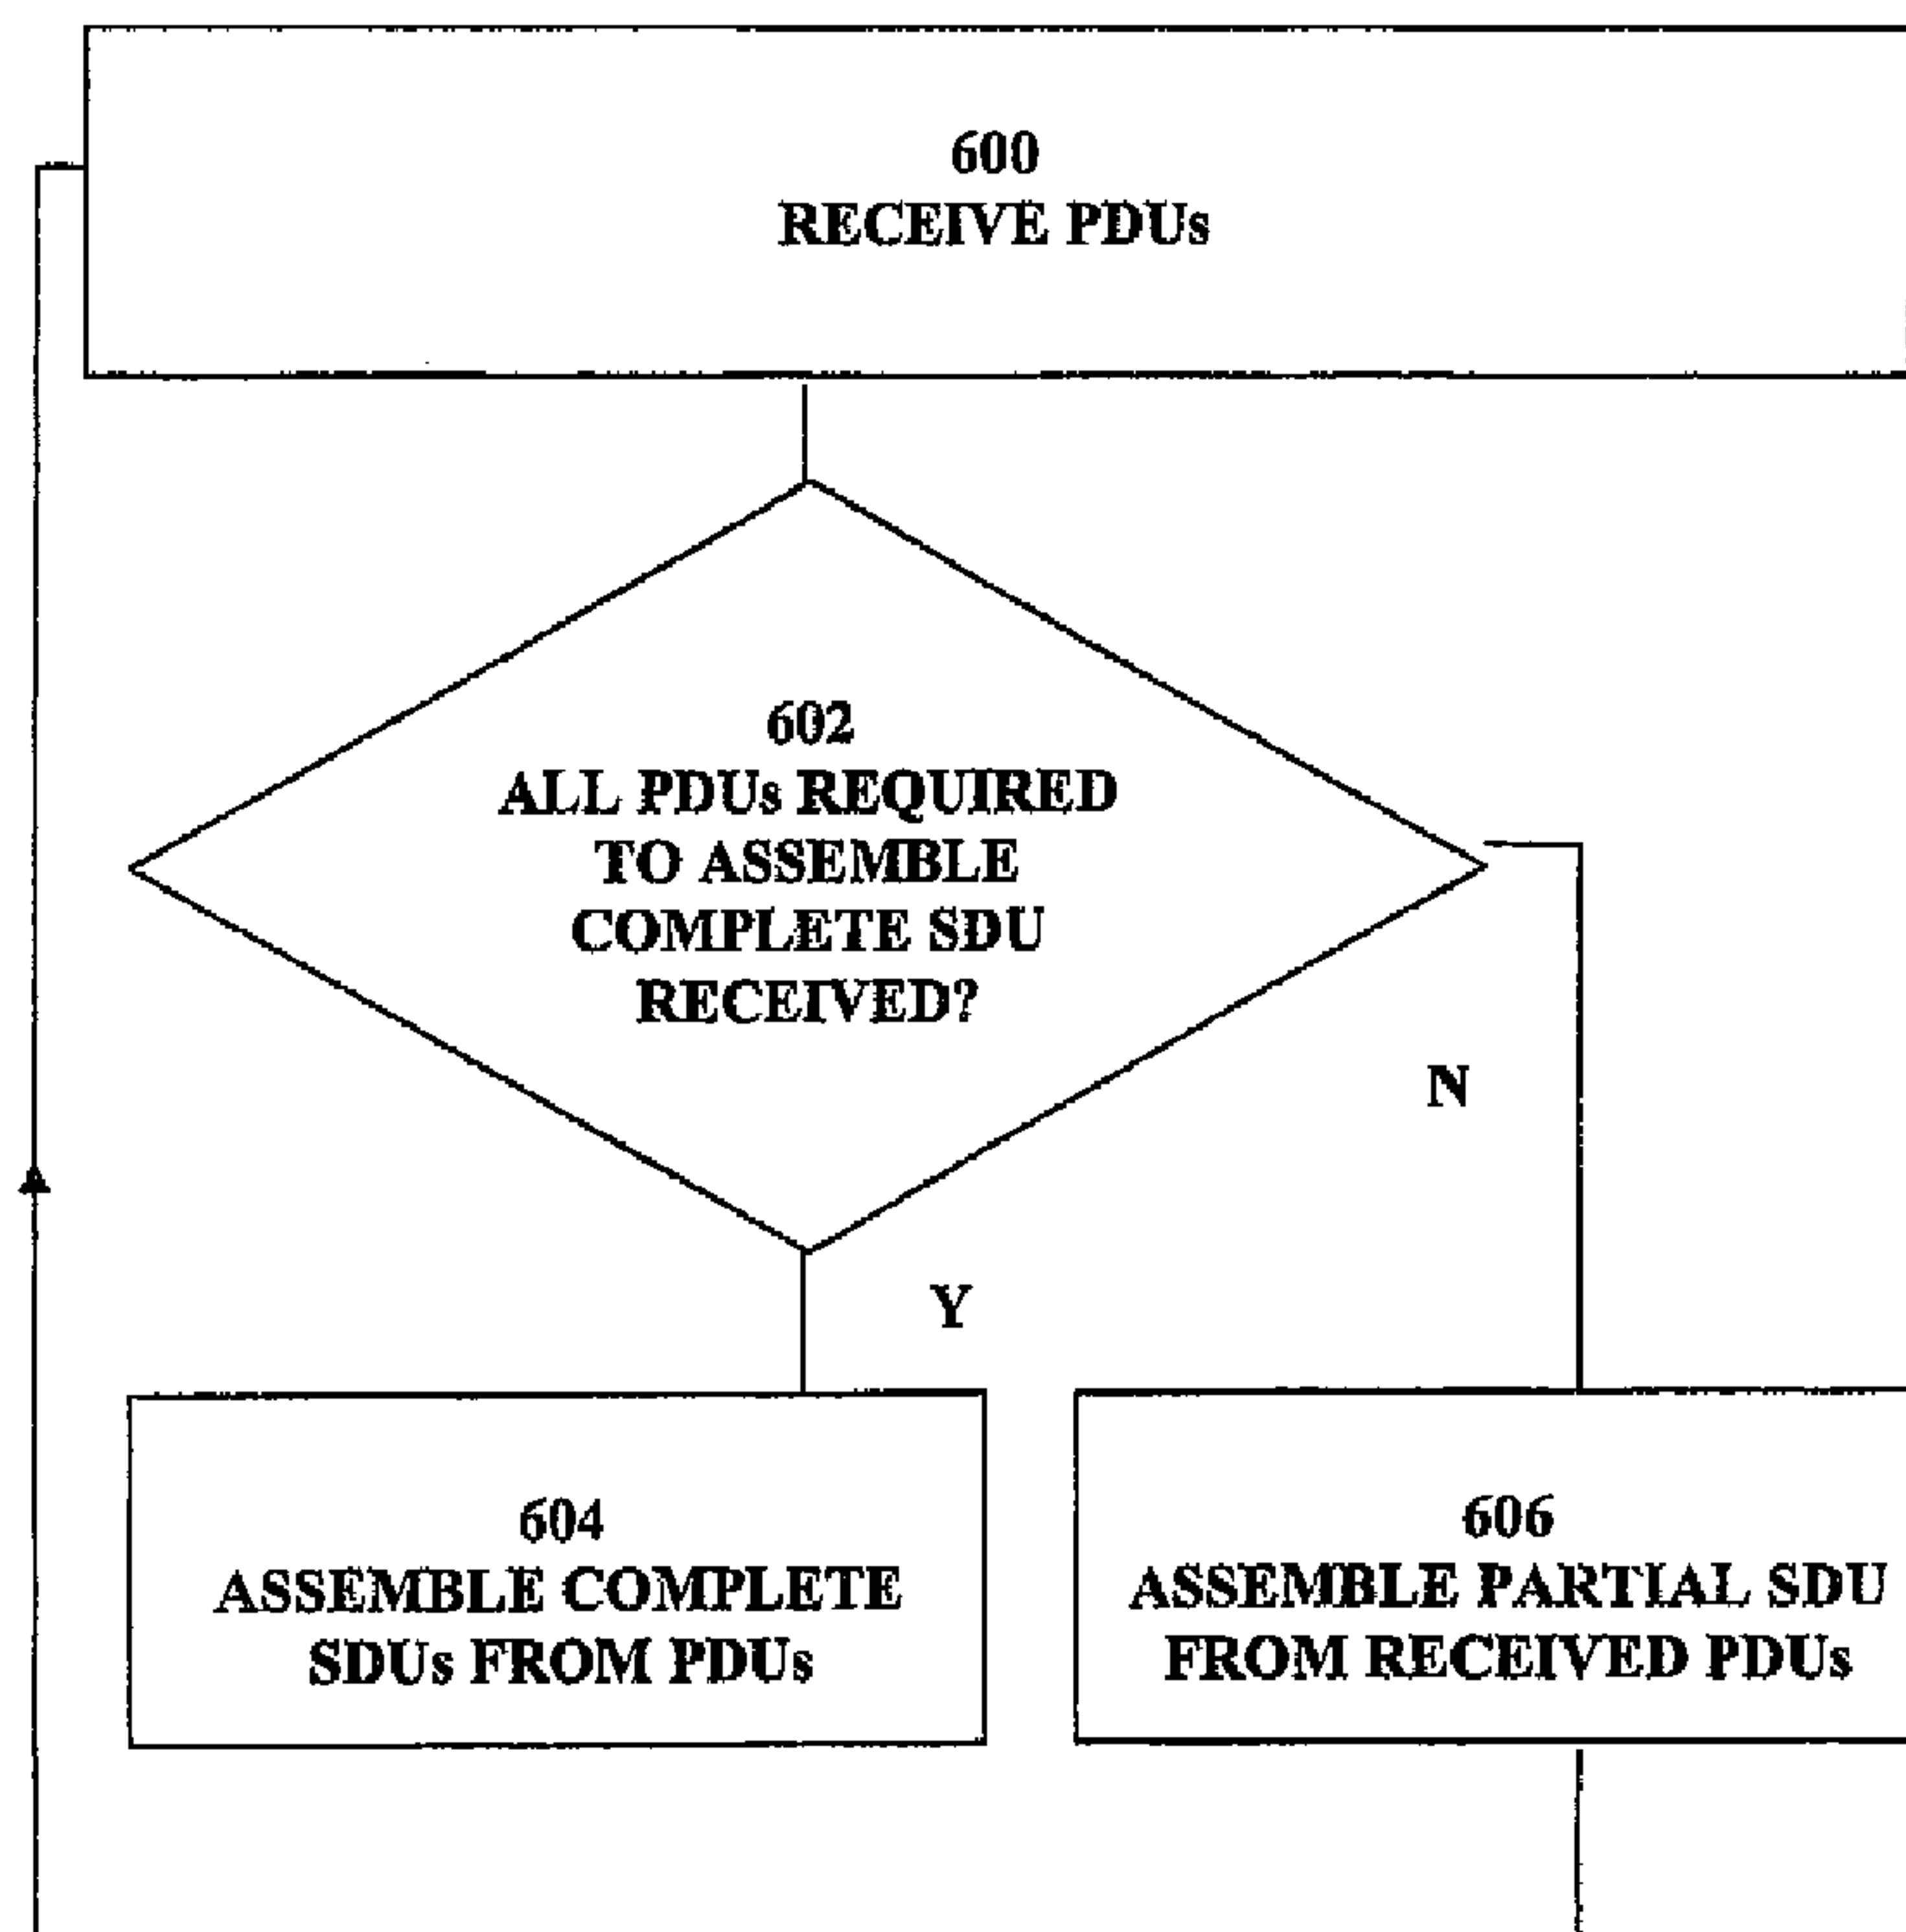 600
RECEIVE PDUs
602
ALL PDUs REQUIRED
TO ASSEMBLE
COMPLETE SDU
RECEIVED?
N
Y
604
ASSEMBLE COMPLETE
SDUs FROM PDUs
606
ASSEMBLE PARTIAL SDU
FROM RECEIVED PDUs